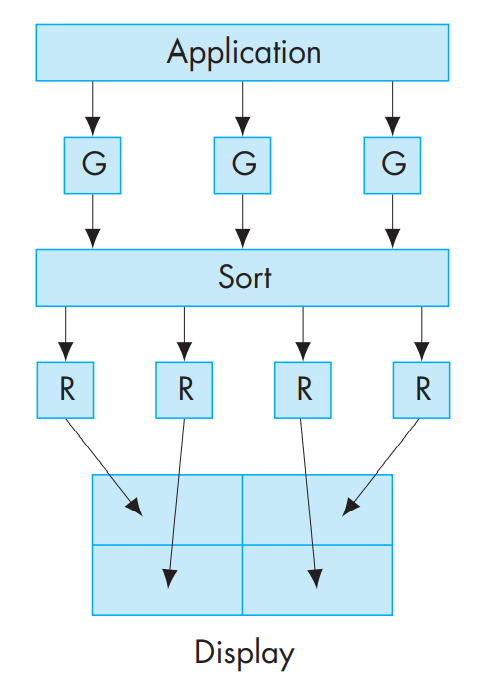 Application
G G G
Sort
R R R R
Display